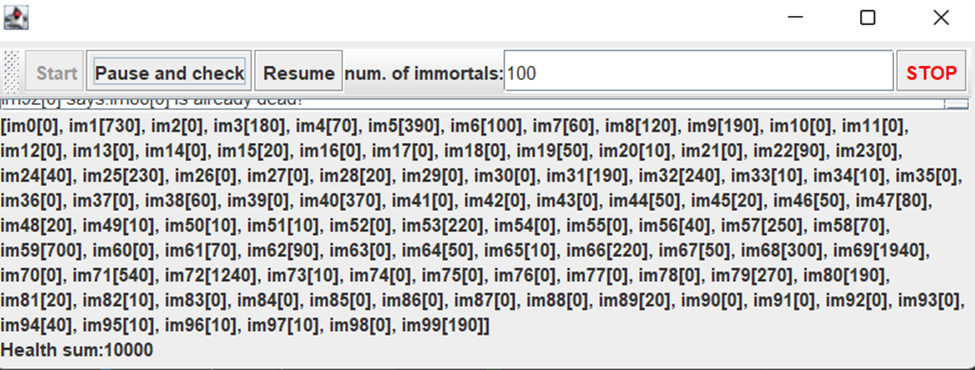 Start Pause and check Resume num. of immortals: 100 STOP
im92[0] says:im86[0] is already dead!
[im0[0], im1[730], im2[0], im3[180], im4[70], im5[390], im6[100], im7[60], im8[120], im9[190], im10[0], im11[0],
im12[0], im13[0], im14[0], im15[20], im16[0], im17[0], im18[0], im19[50], im20[10], im21[0], im22[90], im23[0],
im24[40], im25[230], im26[0], im27[0], im28[20], im29[0], im30[0], im31[190], im32[240], im33[10], im34[10], im35[0],
im36[0], im37[0], im38[60], im39[0], im40[370], im41[0], im42[0], im43[0], im44[50], im45[20], im46[50], im47[80],
im48[20], im49[10], im50[10], im51[10], im52[0], im53[220], im54[0], im55[0], im56[40], im57[250], im58[70],
im59[700], im60[0], im61[70], im62[90], im63[0], im64[50], im65[10], im66[220], im67[50], im68[300], im69[1940],
im70[0], im71[540], im72[1240], im73[10], im74[0], im75[0], im76[0], im77[0], im78[0], im79[270], im80[190],
im81[20], im82[10], im83[0], im84[0], im85[0], im86[0], im87[0], im88[0], im89[20], im90[0], im91[0], im92[0], im93[0],
im94[40], im95[10], im96[10], im97[10], im98[0], im99[190]]
Health sum:10000